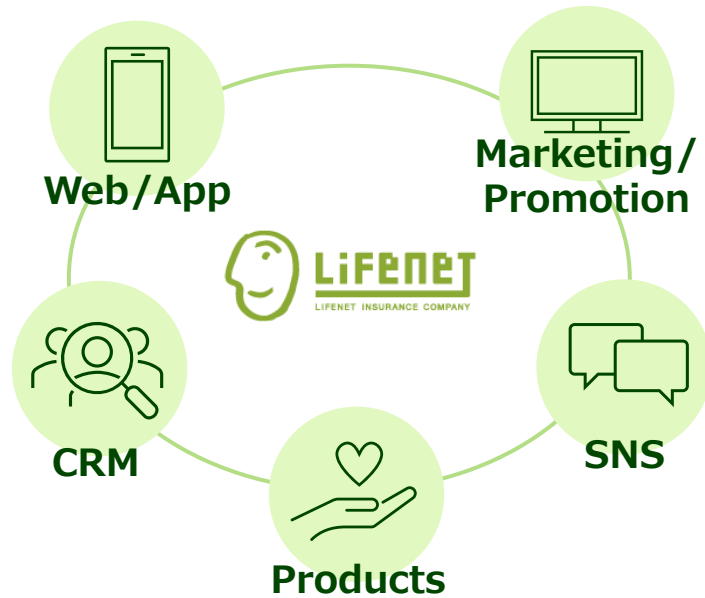 Web/App
Marketing/
Promotion
LiFENET
LIFENET INSURANCE COMPANY
CRM
SNS
Products